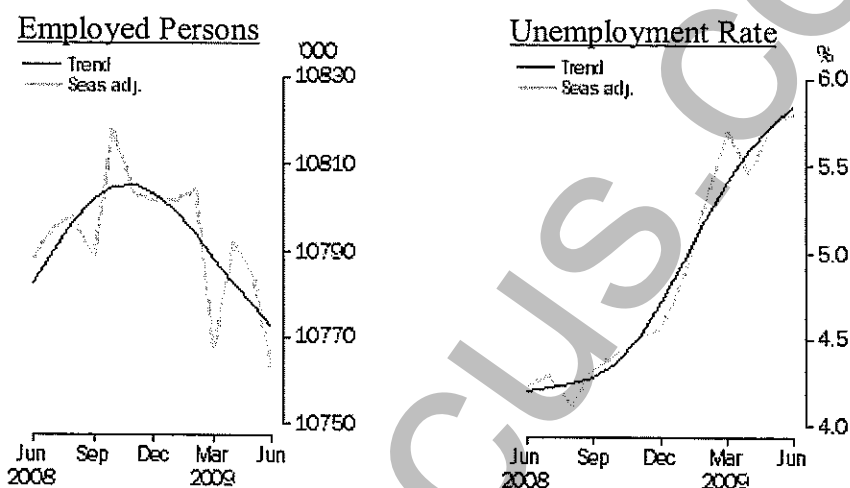 Employed Persons
'000
Trend
Seas adj.
10830
10810
10790
10770
10750
Jun Sep Dec Mar Jun
2008 2009
Unemployment Rate
%
Trend
Seas adj.
6.0
5.5
5.0
4.5
4.0
Jun Sep Dec Mar Jun
2008 2009
cus.co